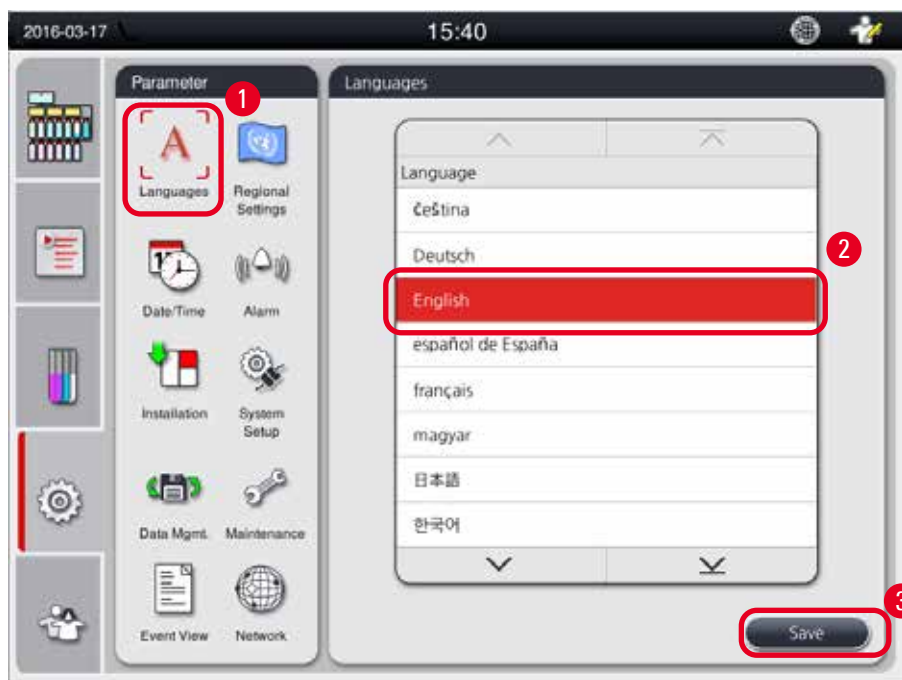 2016-03-17
15:40
Parameter
1
Languages
Regional
Settings
Date/Time
Alarm
Installation
System
Setup
Data Mgmt.
Maintenance
Event View
Network
Languages
Language
čeština
Deutsch
2
English
español de España
français
magyar
日本語
한국어
3
Save